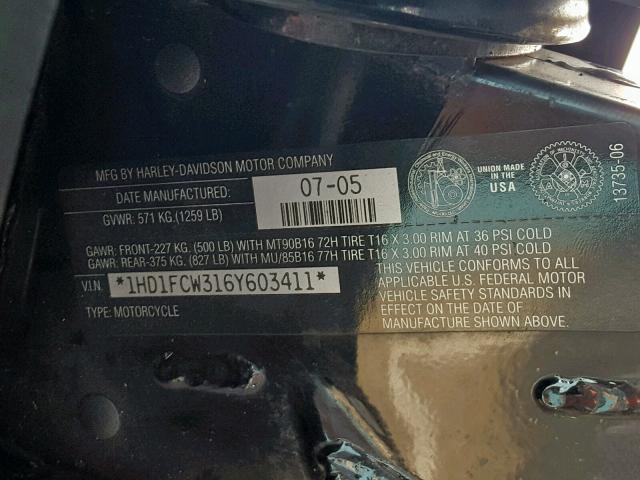 MFG BY HARLEY-DAVIDSON MOTOR COMPANY
DATE MANUFACTURED: 07-05
GVWR: 571 KG.(1259 LB)
UNION MADE
IN THE
USA
13735-06
GAWR: FRONT-227 KG. (500 LB) WITH MT90B16 72H TIRE T16 X 3.00 RIM AT 36 PSI COLD
GAWR: REAR-375 KG. (827 LB) WITH MU/85B16 77H TIRE T16 X 3.00 RIM AT 40 PSI COLD
V.I.N. *1HD1FCW316Y603411*
TYPE: MOTORCYCLE
THIS VEHICLE CONFORMS TO ALL
APPLICABLE U.S. FEDERAL MOTOR
VEHICLE SAFETY STANDARDS IN
EFFECT ON THE DATE OF
MANUFACTURE SHOWN ABOVE.